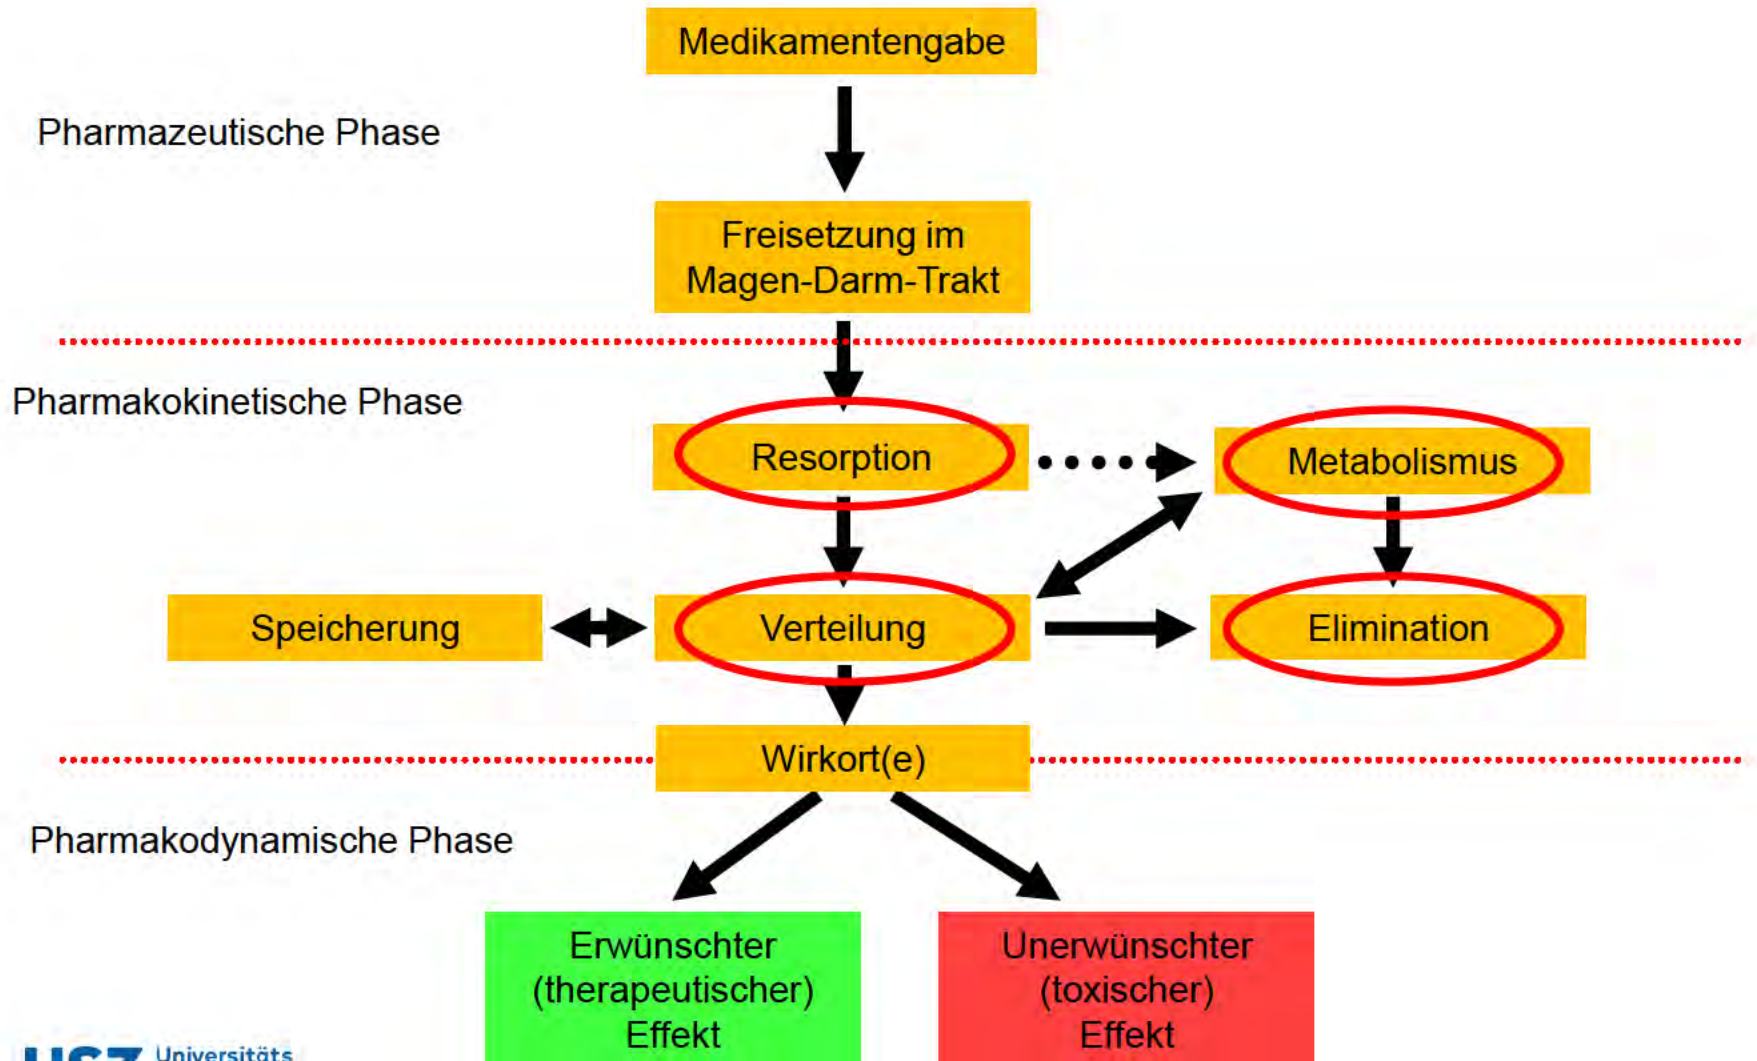 Medikamentengabe
Pharmazeutische Phase
Freisetzung im
Magen-Darm-Trakt
Pharmakokinetische Phase
Resorption
Metabolismus
Speicherung
Verteilung
Elimination
Wirkort(e)
Pharmakodynamische Phase
Erwünschter
(therapeutischer)
Effekt
Unerwünschter
(toxischer)
Effekt
USZ Universitäts